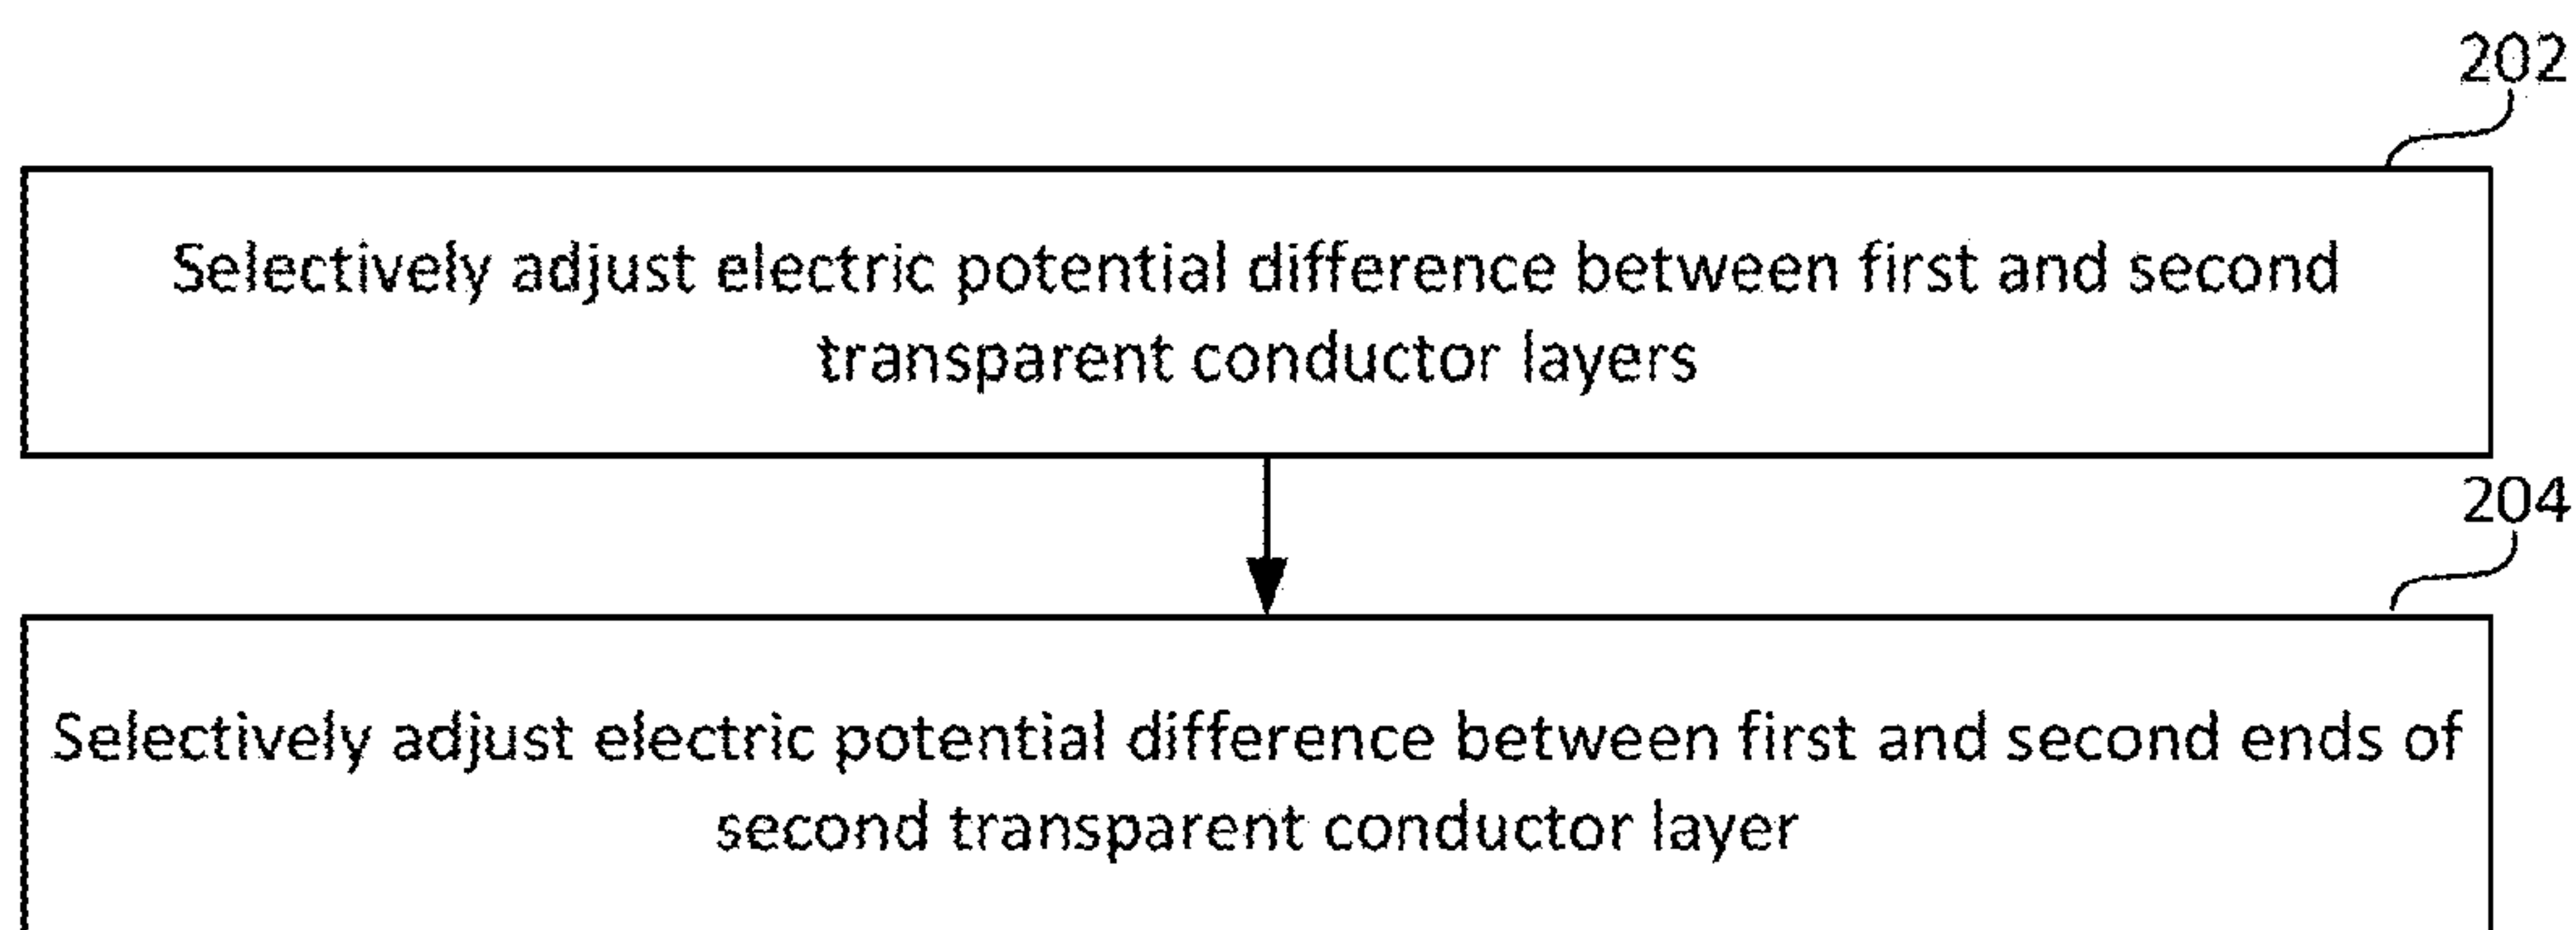 202
Selectively adjust electric potential difference between first and second
transparent conductor layers
204
Selectively adjust electric potential difference between first and second ends of
second transparent conductor layer